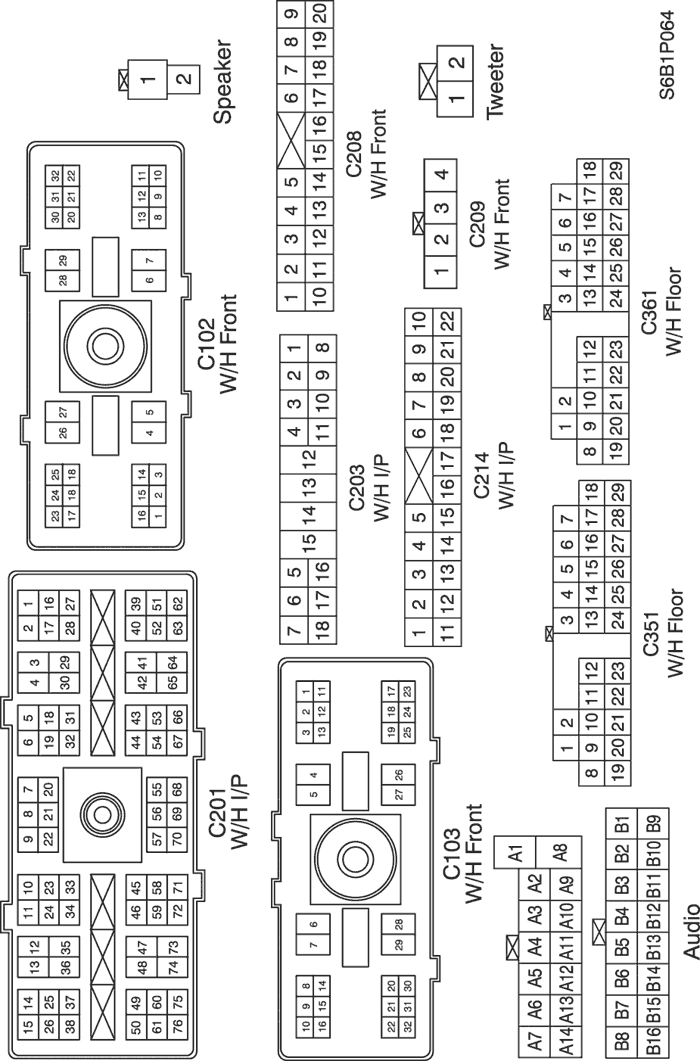 15 14 13 12 11 10 9 8 7 6 5 4 3 2 1
26 25 24 23 22 21 20 19 18 17 16
38 37 36 35 34 33 32 31 30 29 28 27
50 49 48 47 46 45 44 43 42 41 40 39
61 60 59 58 57 56 55 54 53 52 51
76 75 74 73 72 71 70 69 68 67 66 65 64 63 62
C201
W/H I/P
23 24 25 26 27 28 29 30 31 32
17 18 18 20 21 22
16 15 14 4 5 6 7 13 12 11
1 2 3 8 9 10
C102
W/H Front
1
2
Speaker
10 9 8 7 6 5 4 3 2 1
16 15 14 13 12 11
22 21 20 29 28 27 26 19 18 17
32 31 30 25 24 23
C103
W/H Front
7 6 5 15 14 13 12 4 3 2 1
18 17 16 11 10 9 8
C203
W/H I/P
1 2 3 4 5 6 7 8 9
10 11 12 13 14 15 16 17 18 19 20
C208
W/H Front
1 2 3 4 5 6 7 8 9 10
11 12 13 14 15 16 17 18 19 20 21 22
C214
W/H I/P
1 2 3 4
C209
W/H Front
1 2
Tweeter
A1
A7 A6 A5 A4 A3 A2 A8
A14 A13 A12 A11 A10 A9
B8 B7 B6 B5 B4 B3 B2 B1
B16 B15 B14 B13 B12 B11 B10 B9
Audio
1 2 3 4 5 6 7
8 9 10 11 12 13 14 15 16 17 18
19 20 21 22 23 24 25 26 27 28 29
C351
W/H Floor
1 2 3 4 5 6 7
8 9 10 11 12 13 14 15 16 17 18
19 20 21 22 23 24 25 26 27 28 29
C361
W/H Floor
S6B1P064